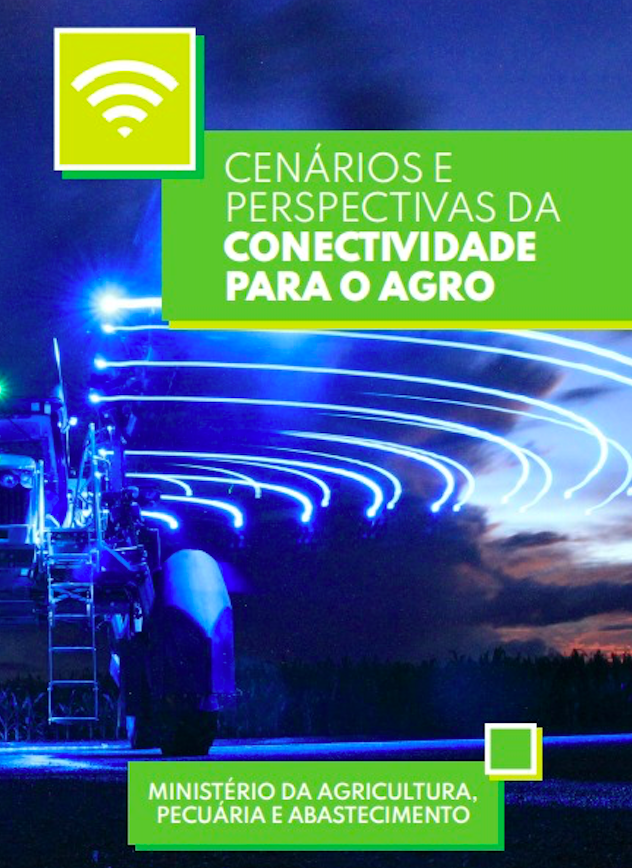 CENÁRIOS E
PERSPECTIVAS DA
CONECTIVIDADE
PARA O AGRO
MINISTÉRIO DA AGRICULTURA,
PECUÁRIA E ABASTECIMENTO